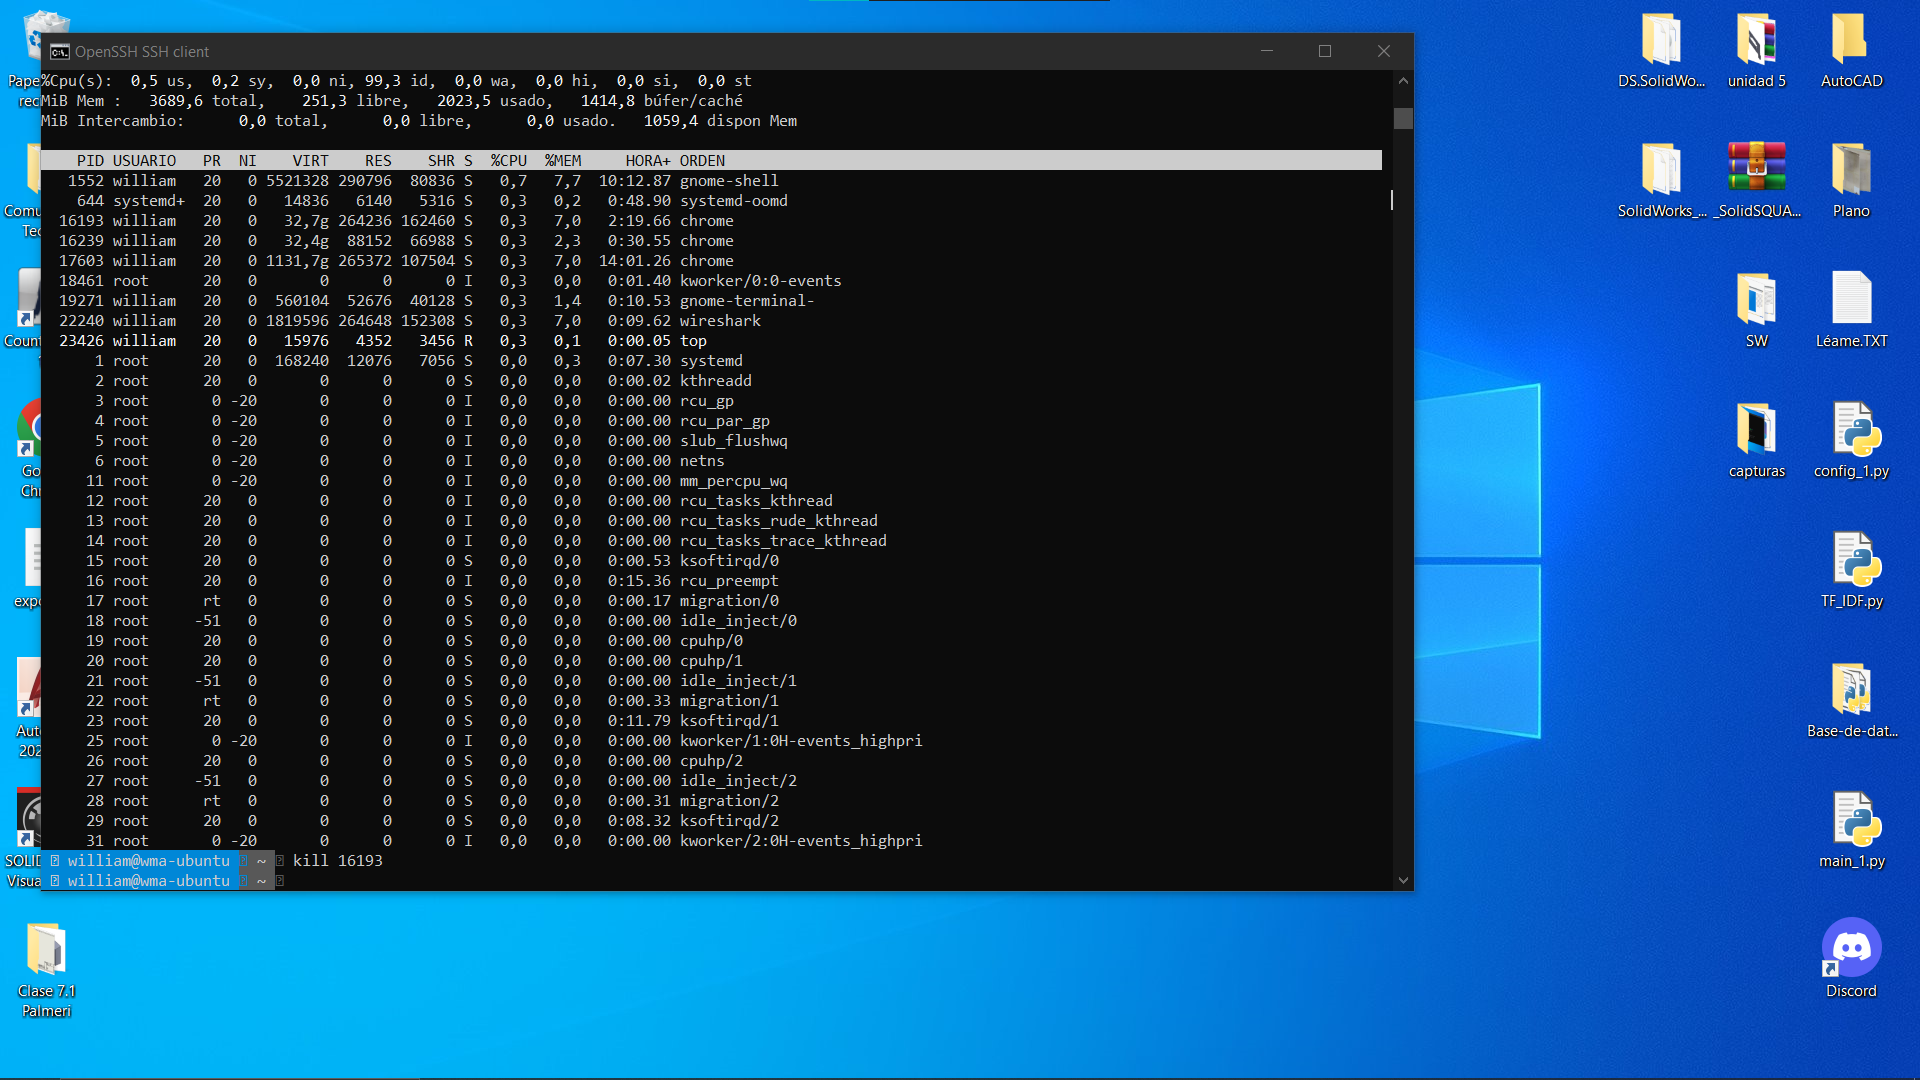 OpenSSH SSH client
%Cpu(s):  0,5 us,  0,2 sy,  0,0 ni, 99,3 id,  0,0 wa,  0,0 hi,  0,0 si,  0,0 st
MiB Mem :   3689,6 total,    251,3 libre,   2023,5 usado,   1414,8 búfer/caché
MiB Intercambio:      0,0 total,      0,0 libre,      0,0 usado.   1059,4 dispon Mem
PID USUARIO   PR  NI    VIRT    RES    SHR S  %CPU  %MEM     HORA+ ORDEN
1552 william   20   0 5521328 290796  80836 S   0,7   7,7  10:12.87 gnome-shell
644 systemd+  20   0   14836   6140   5316 S   0,3   0,2   0:48.90 systemd-oomd
16193 william   20   0   32,7g 264236 162460 S   0,3   7,0   2:19.66 chrome
16239 william   20   0   32,4g  88152  66988 S   0,3   2,3   0:30.55 chrome
17603 william   20   0 1131,7g 265372 107504 S   0,3   7,0  14:01.26 chrome
18461 root      20   0       0      0      0 I   0,3   0,0   0:01.40 kworker/0:0-events
19271 william   20   0  560104  52676  40128 S   0,3   1,4   0:10.53 gnome-terminal-
22240 william   20   0 1819596 264648 152308 S   0,3   7,0   0:09.62 wireshark
23426 william   20   0   15976   4352   3456 R   0,3   0,1   0:00.05 top
1 root      20   0  168240  12076   7056 S   0,0   0,3   0:07.30 systemd
2 root      20   0       0      0      0 S   0,0   0,0   0:00.02 kthreadd
3 root       0 -20       0      0      0 I   0,0   0,0   0:00.00 rcu_gp
4 root       0 -20       0      0      0 I   0,0   0,0   0:00.00 rcu_par_gp
5 root       0 -20       0      0      0 I   0,0   0,0   0:00.00 slub_flushwq
6 root       0 -20       0      0      0 I   0,0   0,0   0:00.00 netns
11 root       0 -20       0      0      0 I   0,0   0,0   0:00.00 mm_percpu_wq
12 root      20   0       0      0      0 I   0,0   0,0   0:00.00 rcu_tasks_kthread
13 root      20   0       0      0      0 I   0,0   0,0   0:00.00 rcu_tasks_rude_kthread
14 root      20   0       0      0      0 I   0,0   0,0   0:00.00 rcu_tasks_trace_kthread
15 root      20   0       0      0      0 S   0,0   0,0   0:00.53 ksoftirqd/0
16 root      20   0       0      0      0 I   0,0   0,0   0:15.36 rcu_preempt
17 root      rt   0       0      0      0 S   0,0   0,0   0:00.17 migration/0
18 root     -51   0       0      0      0 S   0,0   0,0   0:00.00 idle_inject/0
19 root      20   0       0      0      0 S   0,0   0,0   0:00.00 cpuhp/0
20 root      20   0       0      0      0 S   0,0   0,0   0:00.00 cpuhp/1
21 root     -51   0       0      0      0 S   0,0   0,0   0:00.00 idle_inject/1
22 root      rt   0       0      0      0 S   0,0   0,0   0:00.33 migration/1
23 root      20   0       0      0      0 S   0,0   0,0   0:11.79 ksoftirqd/1
25 root       0 -20       0      0      0 I   0,0   0,0   0:00.00 kworker/1:0H-events_highpri
26 root      20   0       0      0      0 S   0,0   0,0   0:00.00 cpuhp/2
27 root     -51   0       0      0      0 S   0,0   0,0   0:00.00 idle_inject/2
28 root      rt   0       0      0      0 S   0,0   0,0   0:00.31 migration/2
29 root      20   0       0      0      0 S   0,0   0,0   0:08.32 ksoftirqd/2
31 root       0 -20       0      0      0 I   0,0   0,0   0:00.00 kworker/2:0H-events_highpri
william@wma-ubuntu ~ kill 16193
william@wma-ubuntu ~
Clase 7.1
Palmeri
DS.SolidWo...
unidad 5
AutoCAD
SolidWorks_...
_SolidSQUA...
Plano
SW
Léame.TXT
capturas
config_1.py
TF_IDF.py
Base-de-dat...
main_1.py
Discord